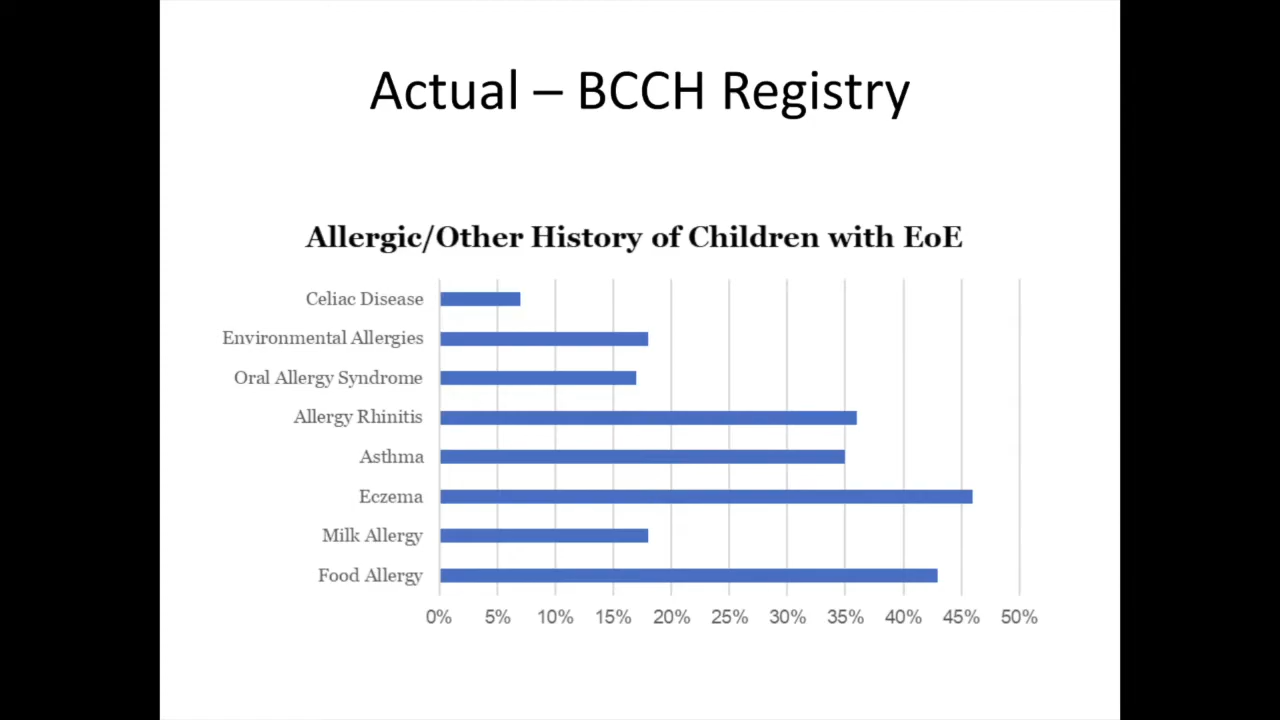 Actual – BCCH Registry
Allergic/Other History of Children with EoE
Celiac Disease
Environmental Allergies
Oral Allergy Syndrome
Allergy Rhinitis
Asthma
Eczema
Milk Allergy
Food Allergy
0% 5% 10% 15% 20% 25% 30% 35% 40% 45% 50%